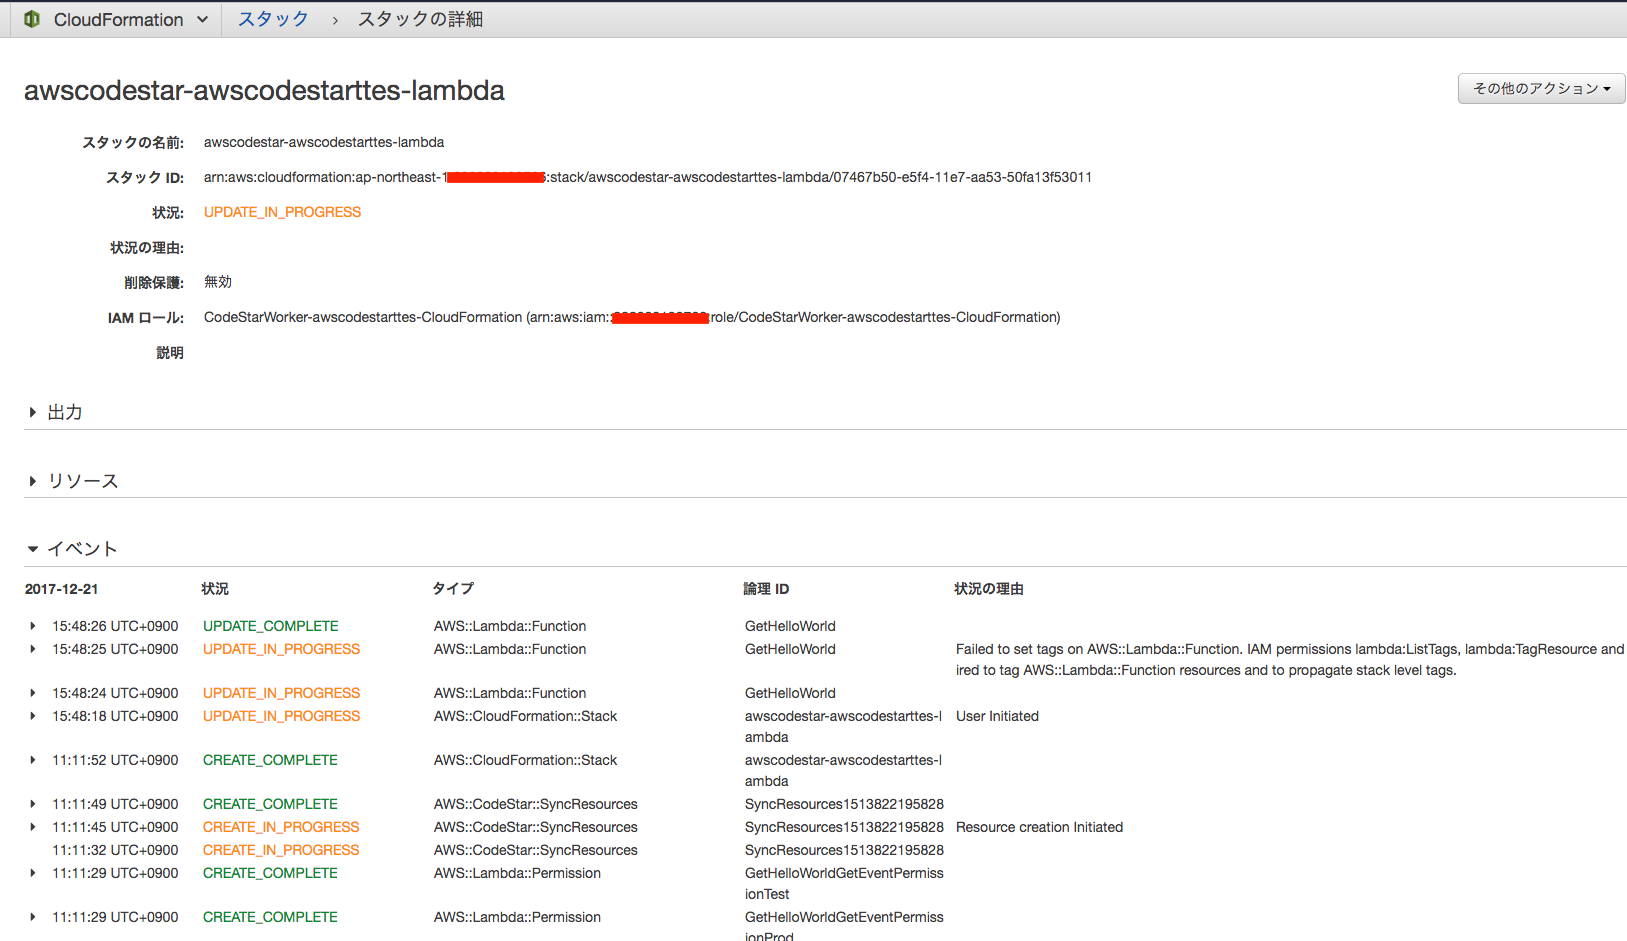 CloudFormation スタック › スタックの詳細
awscodestar-awscodestarttes-lambda
その他のアクション
スタックの名前: awscodestar-awscodestarttes-lambda
スタック ID: arn:aws:cloudformation:ap-northeast-1 :stack/awscodestar-awscodestarttes-lambda/07467b50-e5f4-11e7-aa53-50fa13f53011
状況: UPDATE_IN_PROGRESS
状況の理由:
削除保護: 無効
IAM ロール: CodeStarWorker-awscodestarttes-CloudFormation (arn:aws:iam:: :role/CodeStarWorker-awscodestarttes-CloudFormation)
説明
出力
リソース
イベント
2017-12-21 状況 タイプ 論理 ID 状況の理由
15:48:26 UTC+0900 UPDATE_COMPLETE AWS::Lambda::Function GetHelloWorld
15:48:25 UTC+0900 UPDATE_IN_PROGRESS AWS::Lambda::Function GetHelloWorld Failed to set tags on AWS::Lambda::Function. IAM permissions lambda:ListTags, lambda:TagResource and
ired to tag AWS::Lambda::Function resources and to propagate stack level tags.
15:48:24 UTC+0900 UPDATE_IN_PROGRESS AWS::Lambda::Function GetHelloWorld
15:48:18 UTC+0900 UPDATE_IN_PROGRESS AWS::CloudFormation::Stack awscodestar-awscodestarttes-l User Initiated
ambda
11:11:52 UTC+0900 CREATE_COMPLETE AWS::CloudFormation::Stack awscodestar-awscodestarttes-l
ambda
11:11:49 UTC+0900 CREATE_COMPLETE AWS::CodeStar::SyncResources SyncResources1513822195828
11:11:45 UTC+0900 CREATE_IN_PROGRESS AWS::CodeStar::SyncResources SyncResources1513822195828 Resource creation Initiated
11:11:32 UTC+0900 CREATE_IN_PROGRESS AWS::CodeStar::SyncResources SyncResources1513822195828
11:11:29 UTC+0900 CREATE_COMPLETE AWS::Lambda::Permission GetHelloWorldGetEventPermiss
ionTest
11:11:29 UTC+0900 CREATE_COMPLETE AWS::Lambda::Permission GetHelloWorldGetEventPermiss
ionProd